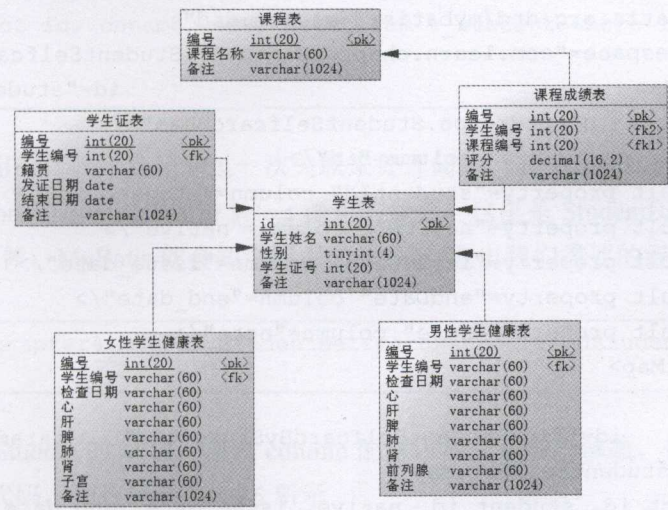 课程表
编号 int(20) <pk>
课程名称 varchar(60)
备注 varchar(1024)
课程成绩表
编号 int(20) <pk>
学生编号 int(20) <fk2>
课程编号 int(20) <fk1>
评分 decimal(16,2)
备注 varchar(1024)
学生证表
编号 int(20) <pk>
学生编号 int(20) <fk>
籍贯 varchar(60)
发证日期 date
结束日期 date
备注 varchar(1024)
学生表
id int(20) <pk>
学生姓名 varchar(60)
性别 tinyint(4)
学生证号 int(20)
备注 varchar(1024)
女性学生健康表
编号 int(20) <pk>
学生编号 varchar(60) <fk>
检查日期 varchar(60)
心 varchar(60)
肝 varchar(60)
脾 varchar(60)
肺 varchar(60)
肾 varchar(60)
子宫 varchar(60)
备注 varchar(1024)
男性学生健康表
编号 int(20) <pk>
学生编号 varchar(60) <fk>
检查日期 varchar(60)
心 varchar(60)
肝 varchar(60)
脾 varchar(60)
肺 varchar(60)
肾 varchar(60)
前列腺 varchar(60)
备注 varchar(1024)